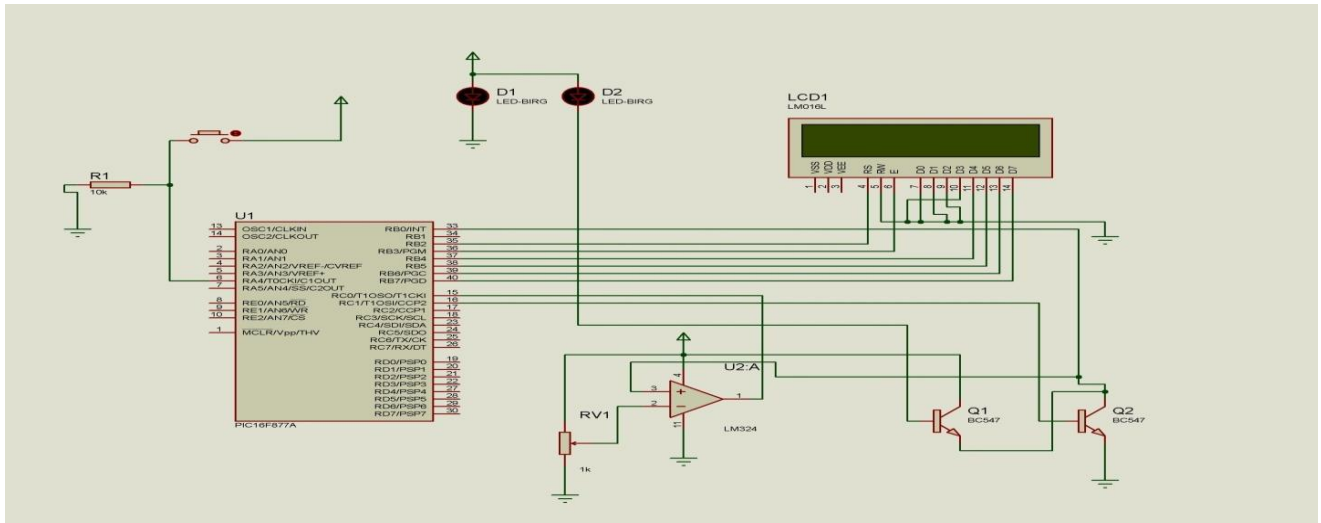 D1
LED-BIRG
D2
LED-BIRG
LCD1
LM016L
VSS
VDD
VEE
RS
RW
E
D0
D1
D2
D3
D4
D5
D6
D7
1
2
3
4
5
6
7
8
9
10
11
12
13
14
R1
10k
U1
13 OSC1/CLKIN RB0/INT 33
14 OSC2/CLKOUT RB1 34
RB2 35
2 RA0/AN0 RB3/PGM 36
3 RA1/AN1 RB4 37
4 RA2/AN2/VREF-/CVREF RB5 38
5 RA3/AN3/VREF+ RB6/PGC 39
6 RA4/T0CKI/C1OUT RB7/PGD 40
7 RA5/AN4/SS/C2OUT
RC0/T1OSO/T1CKI 15
8 RE0/AN5/RD RC1/T1OSI/CCP2 16
9 RE1/AN6/WR RC2/CCP1 17
10 RE2/AN7/CS RC3/SCK/SCL 18
RC4/SDI/SDA 23
1 MCLR/Vpp/THV RC5/SDO 24
RC6/TX/CK 25
RC7/RX/DT 26
RD0/PSP0 19
RD1/PSP1 20
RD2/PSP2 21
RD3/PSP3 22
RD4/PSP4 27
RD5/PSP5 28
RD6/PSP6 29
RD7/PSP7 30
PIC16F877A
U2:A
4
3
2
1
11
LM324
RV1
1k
Q1
BC547
Q2
BC547